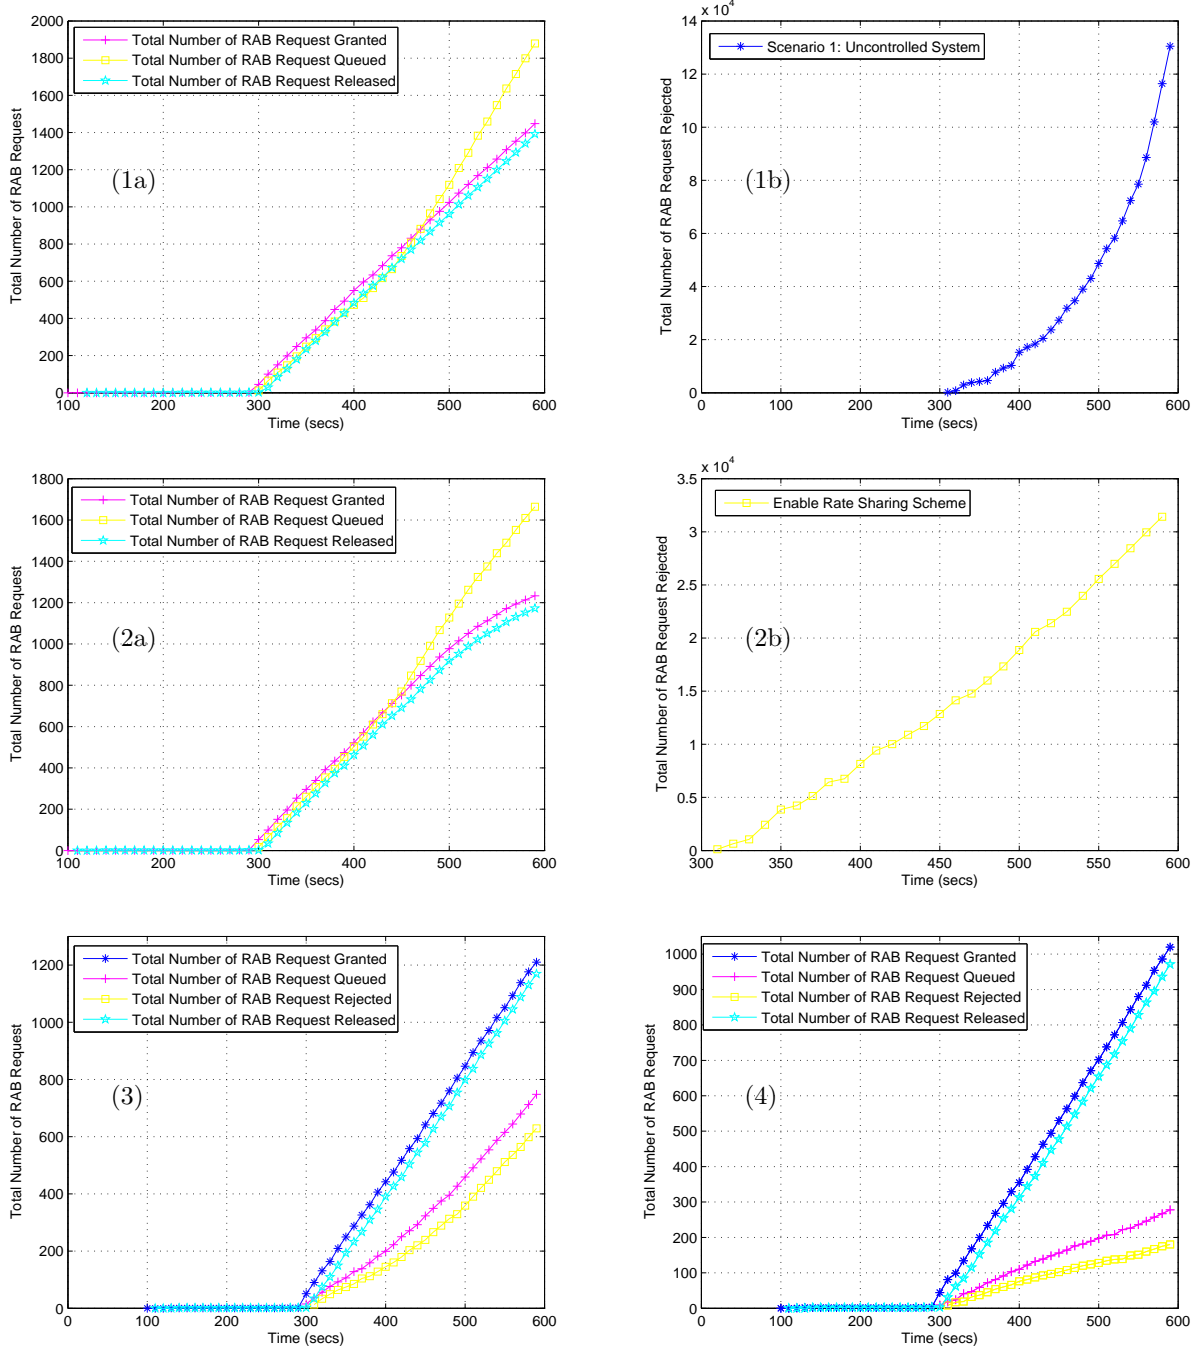 2000
1800
1600
1400
1200
1000
800
600
400
200
0
Total Number of RAB Request
Total Number of RAB Request Granted
Total Number of RAB Request Queued
Total Number of RAB Request Released
(1a)
100 200 300 400 500 600
Time (secs)
x 10^4
14
12
10
8
6
4
2
0
Total Number of RAB Request Rejected
Scenario 1: Uncontrolled System
(1b)
0 100 200 300 400 500 600
Time (secs)
1800
1600
1400
1200
1000
800
600
400
200
0
Total Number of RAB Request
Total Number of RAB Request Granted
Total Number of RAB Request Queued
Total Number of RAB Request Released
(2a)
100 200 300 400 500 600
Time (secs)
x 10^4
3.5
3
2.5
2
1.5
1
0.5
0
Total Number of RAB Request Rejected
Enable Rate Sharing Scheme
(2b)
300 350 400 450 500 550 600
Time (secs)
1200
1000
800
600
400
200
0
Total Number of RAB Request
Total Number of RAB Request Granted
Total Number of RAB Request Queued
Total Number of RAB Request Rejected
Total Number of RAB Request Released
(3)
0 100 200 300 400 500 600
Time (secs)
1000
900
800
700
600
500
400
300
200
100
0
Total Number of RAB Request
Total Number of RAB Request Granted
Total Number of RAB Request Queued
Total Number of RAB Request Rejected
Total Number of RAB Request Released
(4)
0 100 200 300 400 500 600
Time (secs)